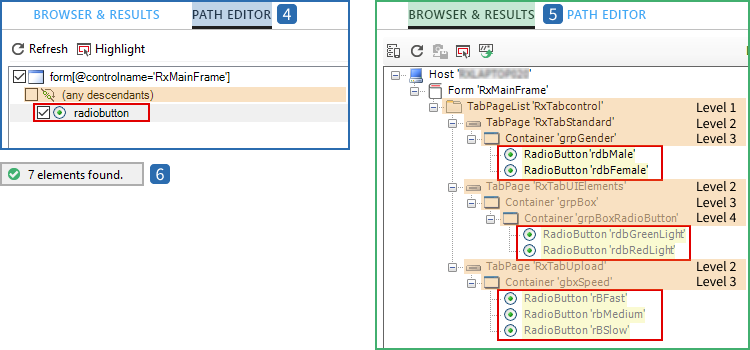 BROWSER & RESULTS PATH EDITOR 4
Refresh Highlight
form[@controlname='RxMainFrame']
(any descendants)
radiobutton
7 elements found. 6
BROWSER & RESULTS 5 PATH EDITOR
Host '
Form 'RxMainFrame'
TabPageList 'RxTabcontrol' Level 1
TabPage 'RxTabStandard' Level 2
Container 'grpGender' Level 3
RadioButton 'rdbMale'
RadioButton 'rdbFemale'
TabPage 'RxTabUIElements' Level 2
Container 'grpBox' Level 3
Container 'grpBoxRadioButton' Level 4
RadioButton 'rdbGreenLight'
RadioButton 'rdbRedLight'
TabPage 'RxTabUpload' Level 2
Container 'gbxSpeed' Level 3
RadioButton 'rBFast'
RadioButton 'rbMedium'
RadioButton 'rBSlow'